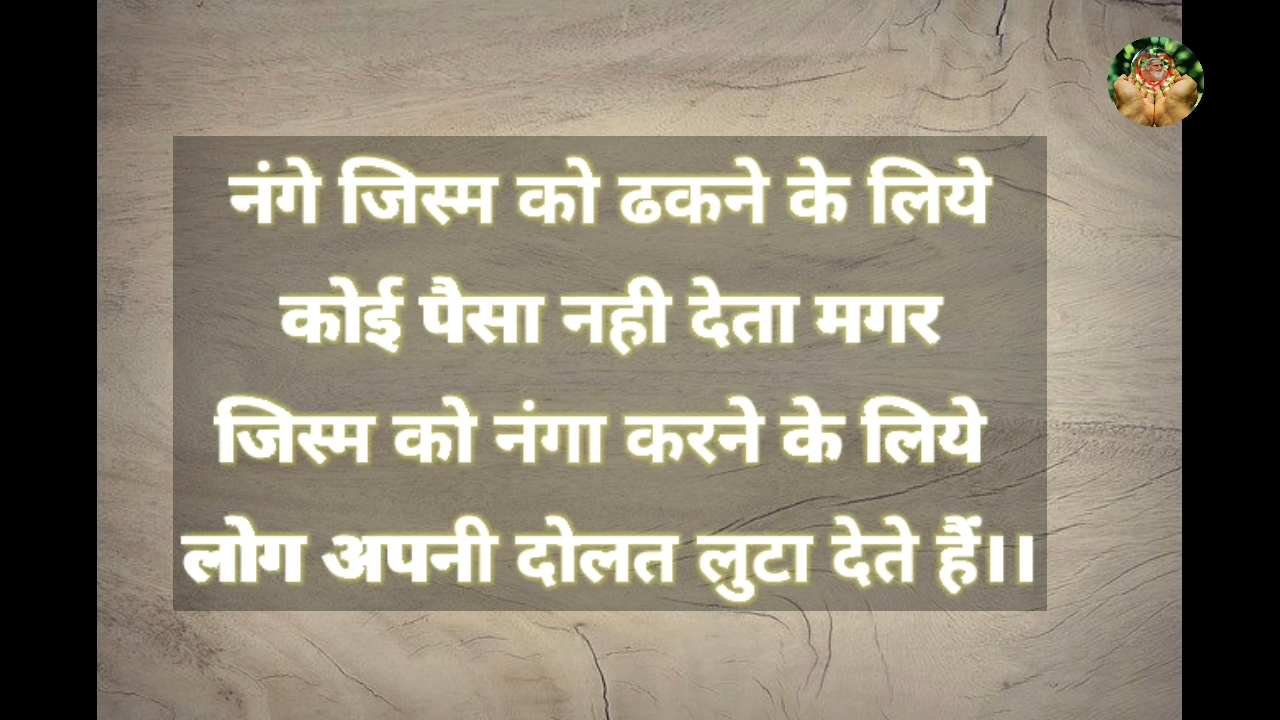 नंगे जिस्म को ढकने के लिये
कोई पैसा नही देता मगर
जिस्म को नंगा करने के लिये
लोग अपनी दोलत लुटा देते हैं।।